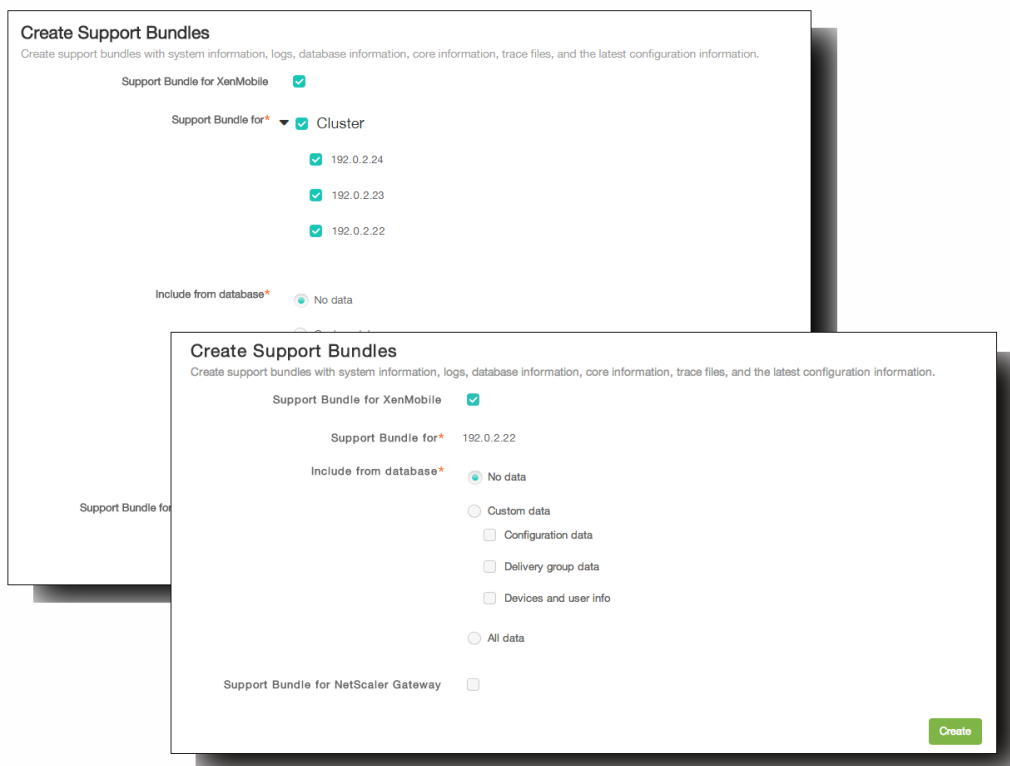 Create Support Bundles
Create support bundles with system information, logs, database information, core information, trace files, and the latest configuration information.
Support Bundle for XenMobile
Support Bundle for* Cluster
192.0.2.24
192.0.2.23
192.0.2.22
Include from database* No data
Support Bundle for
Create Support Bundles
Create support bundles with system information, logs, database information, core information, trace files, and the latest configuration information.
Support Bundle for XenMobile
Support Bundle for* 192.0.2.22
Include from database* No data
Custom data
Configuration data
Delivery group data
Devices and user info
All data
Support Bundle for NetScaler Gateway
Create